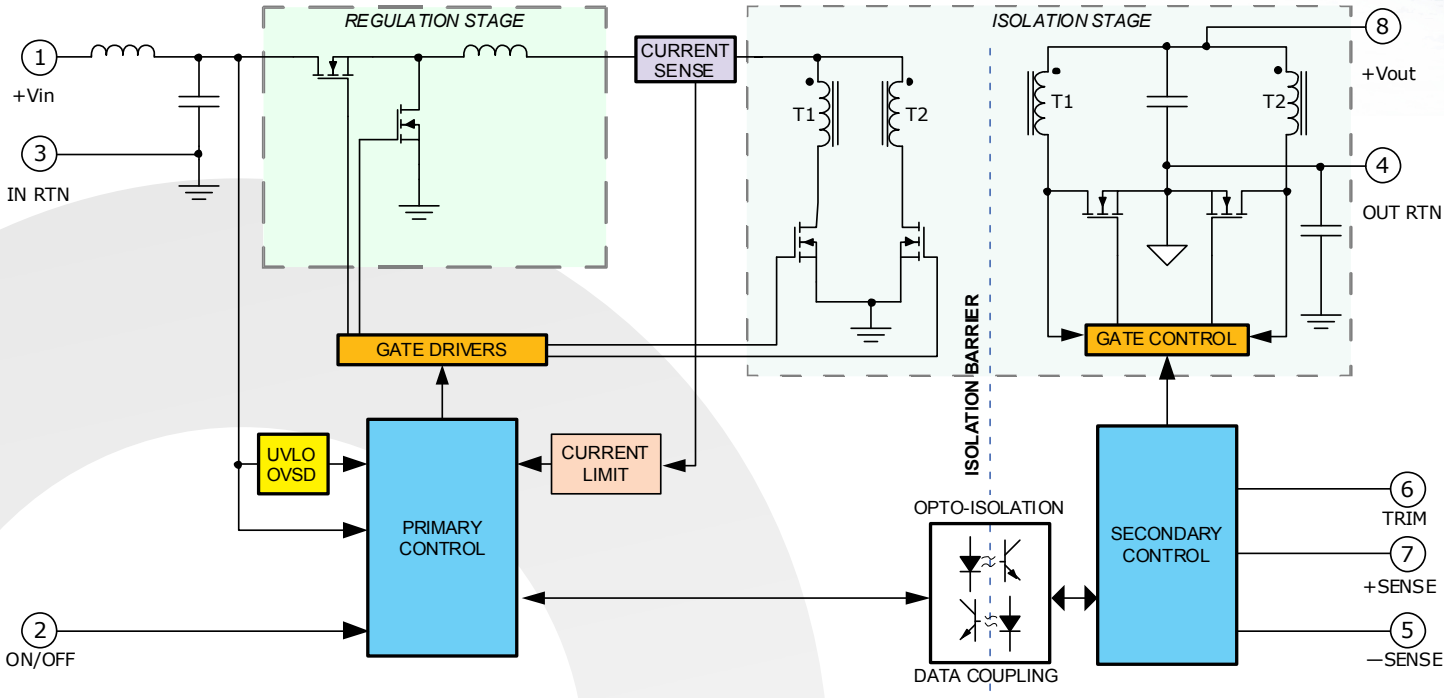 REGULATION STAGE
ISOLATION STAGE
1
+Vin
3
IN RTN
CURRENT
SENSE
T1
T2
T1
T2
8
+Vout
4
OUT RTN
GATE DRIVERS
GATE CONTROL
ISOLATION BARRIER
UVLO
OVSD
PRIMARY
CONTROL
CURRENT
LIMIT
OPTO-ISOLATION
DATA COUPLING
SECONDARY
CONTROL
6
TRIM
7
+SENSE
5
—SENSE
2
ON/OFF